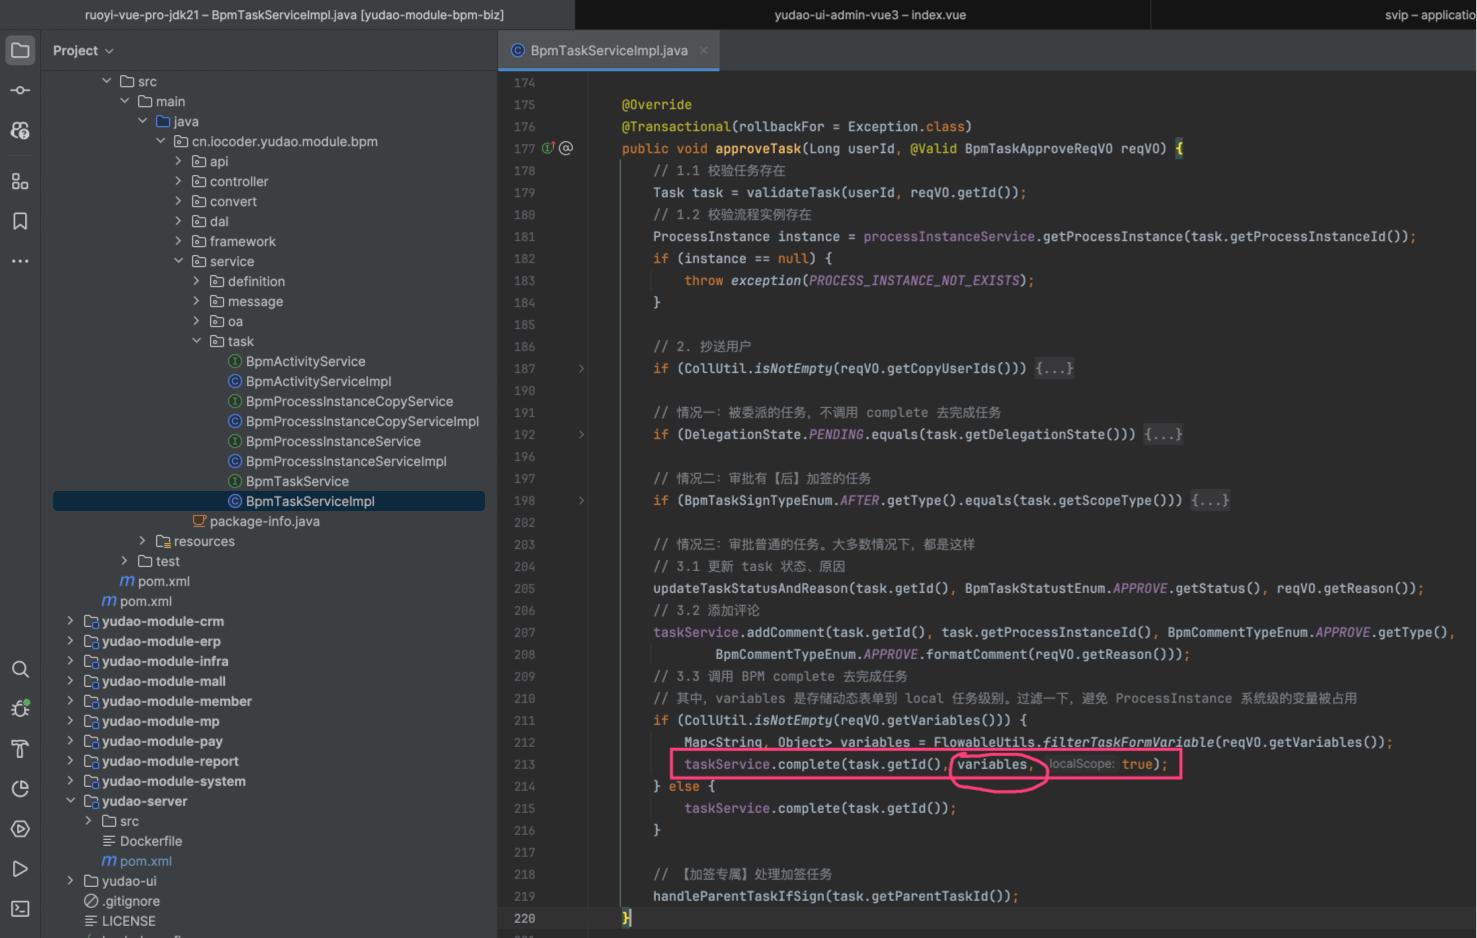 ruoyi-vue-pro-jdk21 – BpmTaskServiceImpl.java [yudao-module-bpm-biz]
yudao-ui-admin-vue3 – index.vue
svip – applicatio
Project
src
main
java
cn.iocoder.yudao.module.bpm
api
controller
convert
dal
framework
service
definition
message
oa
task
BpmActivityService
BpmActivityServiceImpl
BpmProcessInstanceCopyService
BpmProcessInstanceCopyServiceImpl
BpmProcessInstanceService
BpmProcessInstanceServiceImpl
BpmTaskService
BpmTaskServiceImpl
package-info.java
resources
test
pom.xml
pom.xml
yudao-module-crm
yudao-module-erp
yudao-module-infra
yudao-module-mall
yudao-module-member
yudao-module-mp
yudao-module-pay
yudao-module-report
yudao-module-system
yudao-server
src
Dockerfile
pom.xml
yudao-ui
.gitignore
LICENSE
BpmTaskServiceImpl.java
174
175 @Override
176 @Transactional(rollbackFor = Exception.class)
177 public void approveTask(Long userId, @Valid BpmTaskApproveReqVO reqVO) {
178 // 1.1 校验任务存在
179 Task task = validateTask(userId, reqVO.getId());
180 // 1.2 校验流程实例存在
181 ProcessInstance instance = processInstanceService.getProcessInstance(task.getProcessInstanceId());
182 if (instance == null) {
183 throw exception(PROCESS_INSTANCE_NOT_EXISTS);
184 }
185
186 // 2. 抄送用户
187 if (CollUtil.isNotEmpty(reqVO.getCopyUserIds())) {...}
190
191 // 情况一：被委派的任务，不调用 complete 去完成任务
192 if (DelegationState.PENDING.equals(task.getDelegationState())) {...}
196
197 // 情况二：审批有【后】加签的任务
198 if (BpmTaskSignTypeEnum.AFTER.getType().equals(task.getScopeType())) {...}
202
203 // 情况三：审批普通的任务。大多数情况下，都是这样
204 // 3.1 更新 task 状态、原因
205 updateTaskStatusAndReason(task.getId(), BpmTaskStatustEnum.APPROVE.getStatus(), reqVO.getReason());
206 // 3.2 添加评论
207 taskService.addComment(task.getId(), task.getProcessInstanceId(), BpmCommentTypeEnum.APPROVE.getType(),
208 BpmCommentTypeEnum.APPROVE.formatComment(reqVO.getReason()));
209 // 3.3 调用 BPM complete 去完成任务
210 // 其中，variables 是存储动态表单到 local 任务级别。过滤一下，避免 ProcessInstance 系统级的变量被占用
211 if (CollUtil.isNotEmpty(reqVO.getVariables())) {
212 Map<String, Object> variables = FlowableUtils.filterTaskFormVariable(reqVO.getVariables());
213 taskService.complete(task.getId(), variables, localScope: true);
214 } else {
215 taskService.complete(task.getId());
216 }
217
218 // 【加签专属】处理加签任务
219 handleParentTaskIfSign(task.getParentTaskId());
220 }